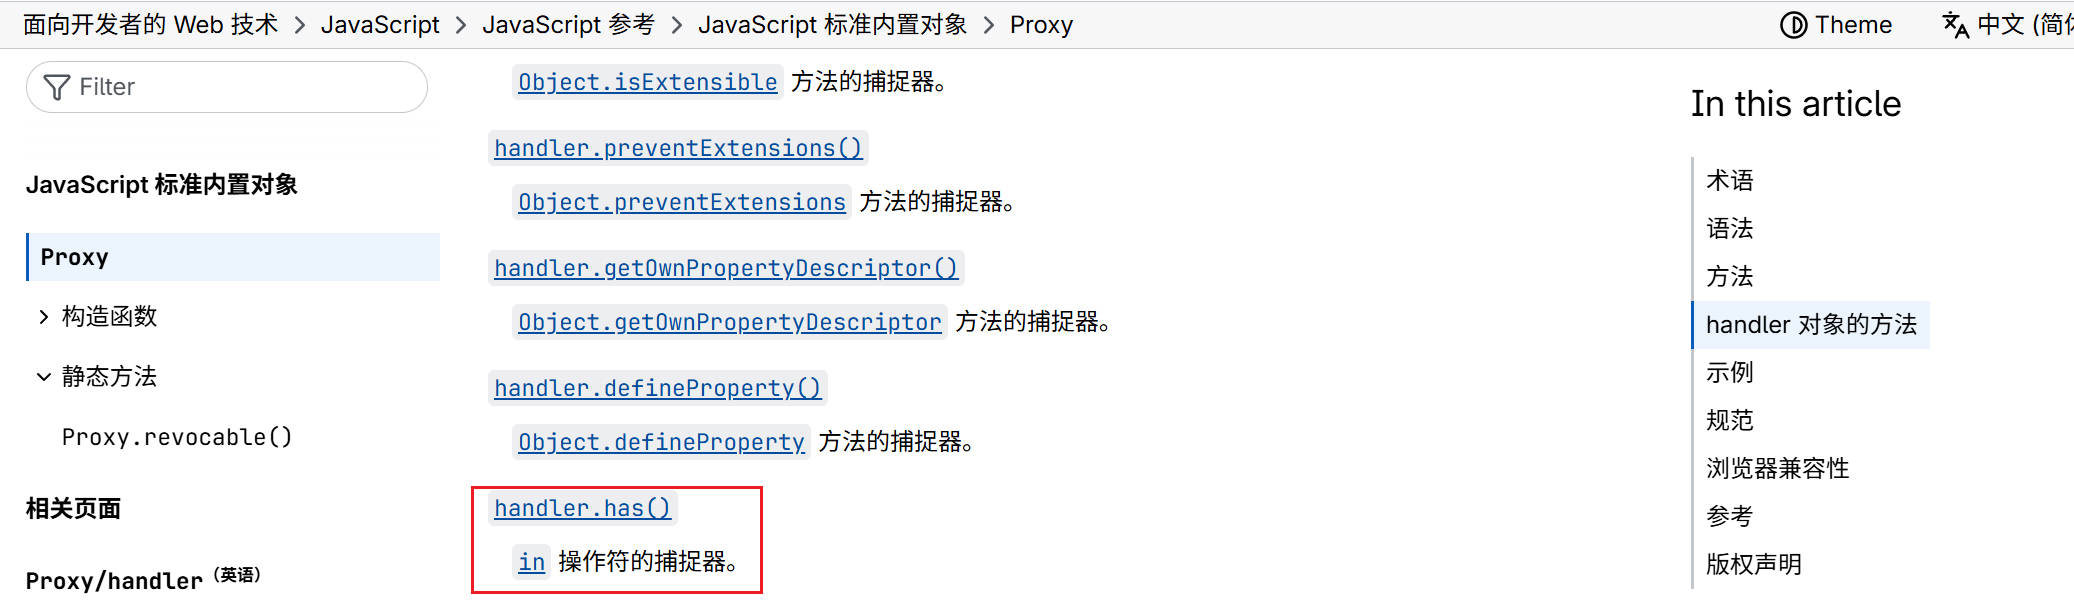 面向开发者的 Web 技术 > JavaScript > JavaScript 参考 > JavaScript 标准内置对象 > Proxy
Theme
中文 (简体
Filter
JavaScript 标准内置对象
Proxy
构造函数
静态方法
Proxy.revocable()
相关页面
Proxy/handler（英语）
Object.isExtensible 方法的捕捉器。
handler.preventExtensions()
Object.preventExtensions 方法的捕捉器。
handler.getOwnPropertyDescriptor()
Object.getOwnPropertyDescriptor 方法的捕捉器。
handler.defineProperty()
Object.defineProperty 方法的捕捉器。
handler.has()
in 操作符的捕捉器。
In this article
术语
语法
方法
handler 对象的方法
示例
规范
浏览器兼容性
参考
版权声明